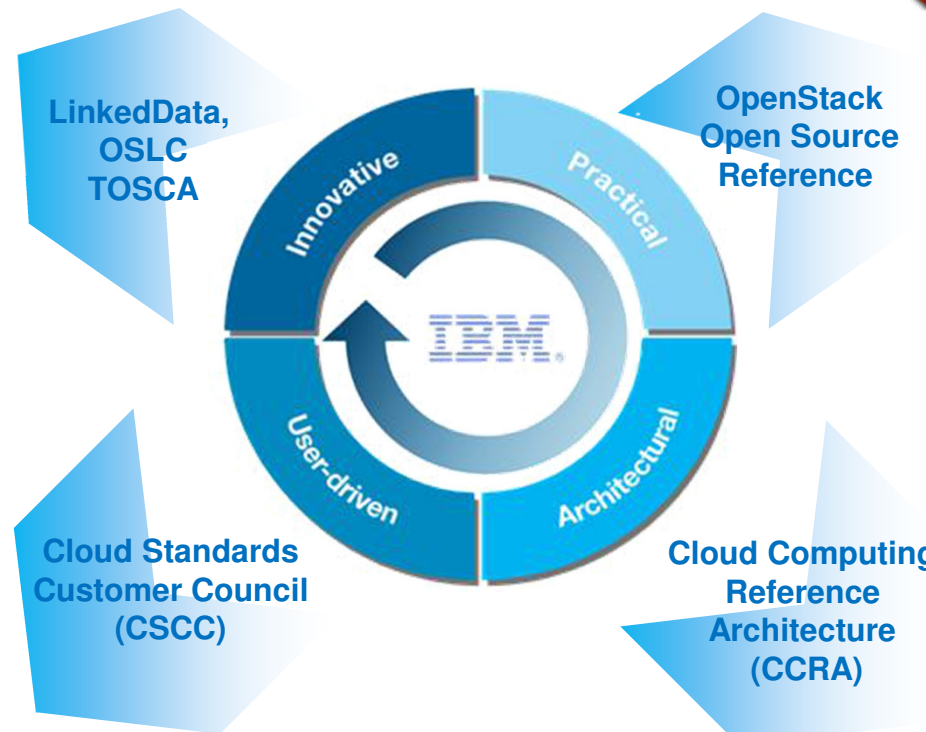 LinkedData,
OSLC
TOSCA
OpenStack
Open Source
Reference
Innovative
Practical
IBM®
User-driven
Architectural
Cloud Standards
Customer Council
(CSCC)
Cloud Computing
Reference
Architecture
(CCRA)